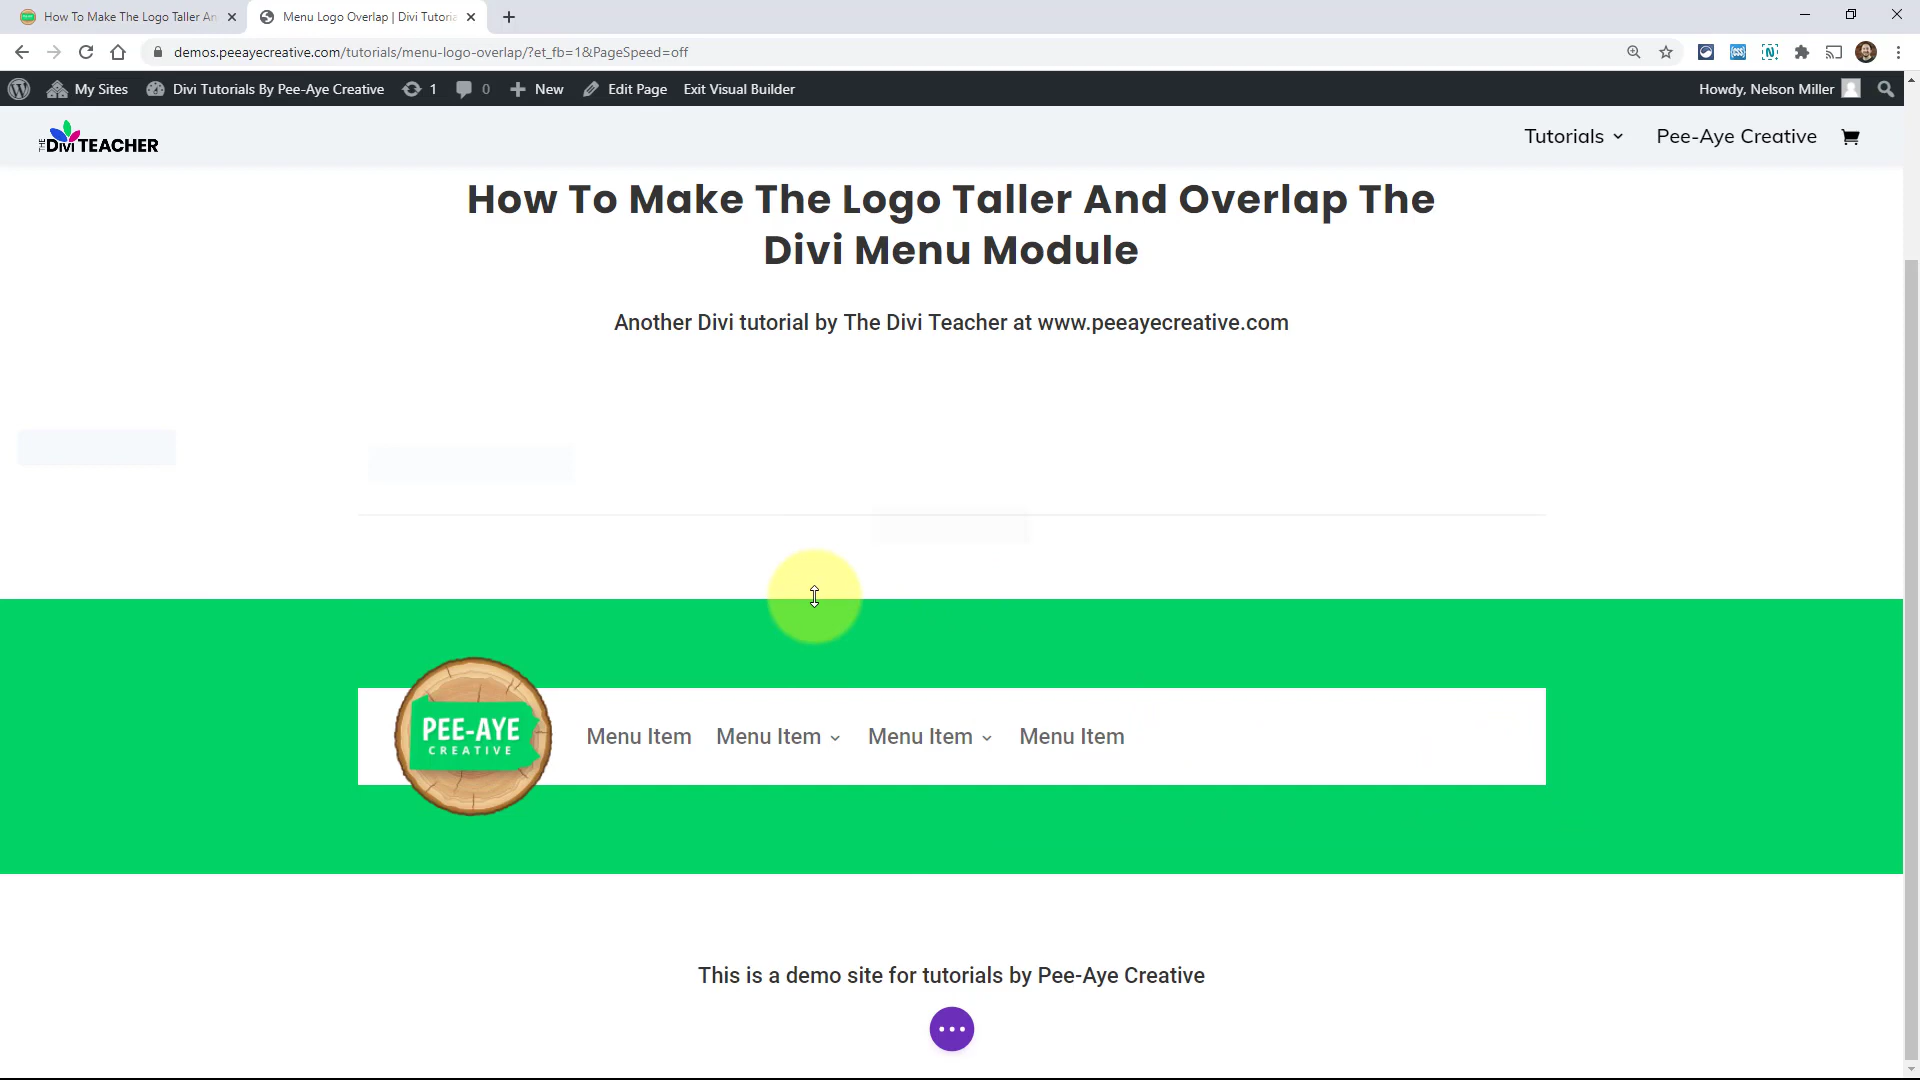 How To Make The Logo Taller An
Menu Logo Overlap | Divi Tutoria
demos.peeayecreative.com/tutorials/menu-logo-overlap/?et_fb=1&PageSpeed=off
My Sites
Divi Tutorials By Pee-Aye Creative
1
0
New
Edit Page
Exit Visual Builder
Howdy, Nelson Miller
THE DIVI TEACHER
Tutorials
Pee-Aye Creative
How To Make The Logo Taller And Overlap The
Divi Menu Module
Another Divi tutorial by The Divi Teacher at www.peeayecreative.com
PEE-AYE
CREATIVE
Menu Item
Menu Item
Menu Item
Menu Item
This is a demo site for tutorials by Pee-Aye Creative